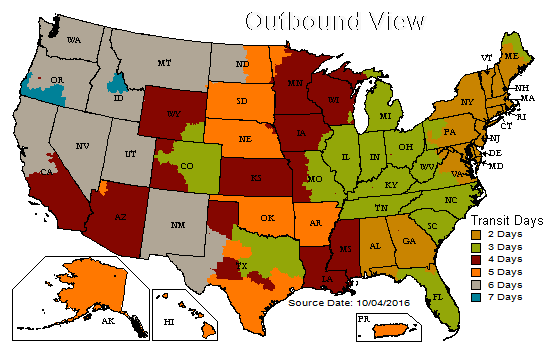 Outbound View
WA
MT
ND
MN
WI
VT
ME
OR
ID
WY
SD
IA
MI
NY
NH
MA
RI
CT
NV
UT
CO
NE
IL
IN
OH
PA
NJ
DE
MD
CA
KS
MO
KY
WV
VA
AZ
NM
OK
AR
TN
NC
SC
TX
LA
MS
AL
GA
FL
AK
HI
PR
Transit Days
2 Days
3 Days
4 Days
5 Days
6 Days
7 Days
Source Date: 10/04/2016